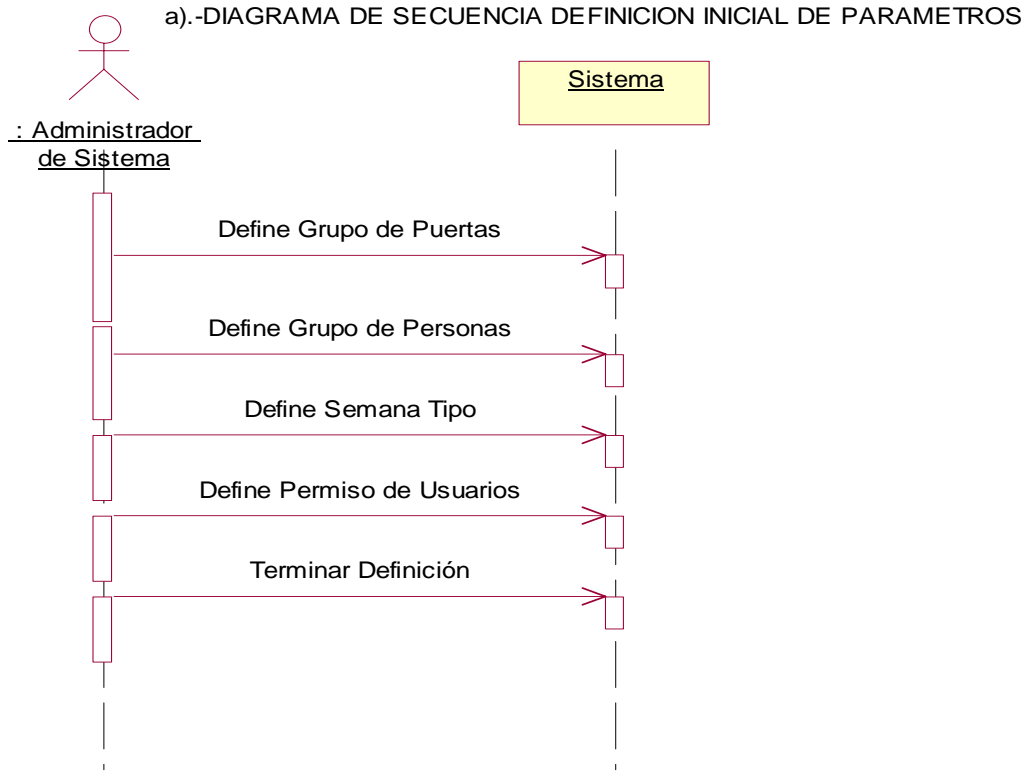 a).-DIAGRAMA DE SECUENCIA DEFINICION INICIAL DE PARAMETROS
Sistema
: Administrador
de Sistema
Define Grupo de Puertas
Define Grupo de Personas
Define Semana Tipo
Define Permiso de Usuarios
Terminar Definición